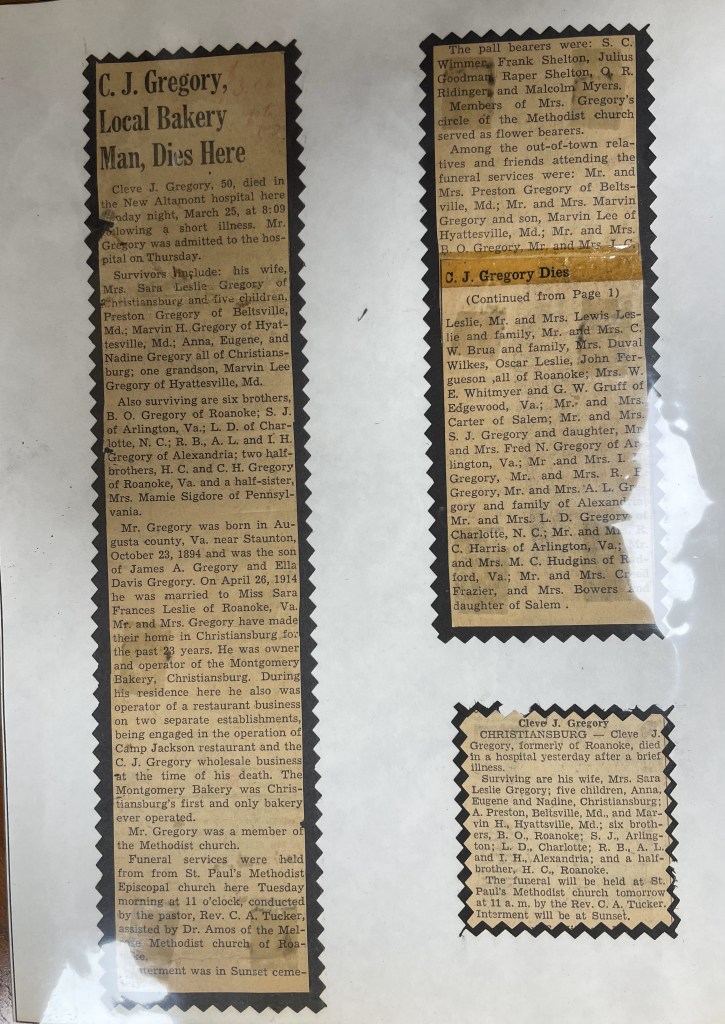 C. J. Gregory,
Local Bakery
Man, Dies Here
Cleve J. Gregory, 50, died in
the New Altamont hospital here
night, March 25, at 8:09
following a short illness. Mr.
Gregory was admitted to the hos-
pital on Thursday.
Survivors include: his wife,
Mrs. Sara Leslie Gregory of
Christiansburg and five children,
Preston Gregory of Beltsville,
Md.; Marvin H. Gregory of Hyat-
tesville, Md.; Anna, Eugene, and
Nadine Gregory all of Christians-
burg; one grandson, Marvin Lee
Gregory of Hyattesville, Md.
Also surviving are six brothers,
B. O. Gregory of Roanoke; S. J.
of Arlington, Va.; L. D. of Char-
lotte, N. C.; R. B., A. L. and I. H.
Gregory of Alexandria; two half-
brothers, H. C. and C. H. Gregory
of Roanoke, Va. and a half-sister,
Mrs. Mamie Sigdore of Pennsyl-
vania.
Mr. Gregory was born in Au-
gusta county, Va. near Staunton,
October 23, 1894 and was the son
of James A. Gregory and Ella
Davis Gregory. On April 26, 1914
he was married to Miss Sara
Frances Leslie of Roanoke, Va.
Mr. and Mrs. Gregory have made
their home in Christiansburg for
the past 23 years. He was owner
and operator of the Montgomery
Bakery, Christiansburg. During
his residence here he also was
operator of a restaurant business
on two separate establishments,
being engaged in the operation of
Camp Jackson restaurant and the
C. J. Gregory wholesale business
at the time of his death. The
Montgomery Bakery was Chris-
tiansburg's first and only bakery
ever operated.
Mr. Gregory was a member of
the Methodist church.
Funeral services were held
from from St. Paul's Methodist
Episcopal church here Tuesday
morning at 11 o'clock, conducted
by the pastor, Rev. C. A. Tucker,
assisted by Dr. Amos of the Mel-
Methodist church of Roa-
ke.
terment was in Sunset ceme-
The pall bearers were: S. C.
Wimmer, Frank Shelton, Julius
Goodman, Raper Shelton, O. R.
Ridinger and Malcolm Myers.
Members of Mrs. Gregory's
circle of the Methodist church
served as flower bearers.
Among the out-of-town rela-
tives and friends attending the
funeral services were: Mr. and
Mrs. Preston Gregory of Belts-
ville, Md.; Mr. and Mrs. Marvin
Gregory and son, Marvin Lee of
Hyattesville, Md.; Mr. and Mrs.
B. O. Gregory, Mr. and Mrs. J. C.
C. J. Gregory Dies
(Continued from Page 1)
Leslie, Mr. and Mrs. Lewis Les-
lie and family, Mr. and Mrs. C.
W. Brua and family, Mrs. Duval
Wilkes, Oscar Leslie, John Fer-
gueson ,all of Roanoke; Mrs. W.
E. Whitmyer and G. W. Gruff of
Edgewood, Va.; Mr. and Mrs.
Carter of Salem; Mr. and Mrs.
S. J. Gregory and daughter, Mr
and Mrs. Fred N. Gregory of Ar
lington, Va.; Mr .and Mrs. I.
Gregory, Mr. and Mrs. R.
Gregory, Mr. and Mrs. A. L. Gr
gory and family of Alexand
Mr. and Mrs. L. D. Gregory
Charlotte, N. C.; Mr. and M
C. Harris of Arlington, Va.;
and Mrs. M. C. Hudgins of
ford, Va.; Mr. and Mrs.
Frazier, and Mrs. Bowers and
daughter of Salem .
Cleve J. Gregory
CHRISTIANSBURG — Cleve J.
Gregory, formerly of Roanoke, died
in a hospital yesterday after a brief
illness.
Surviving are his wife, Mrs. Sara
Leslie Gregory; five children, Anna,
Eugene and Nadine, Christiansburg;
A. Preston, Beltsville, Md., and Mar-
vin H., Hyattsville, Md.; six broth-
ers, B. O., Roanoke; S. J., Arling-
ton; L. D., Charlotte; R. B., A. L.
and I. H., Alexandria; and a half-
brother, H. C., Roanoke.
The funeral will be held at St.
Paul's Methodist church tomorrow
at 11 a. m. by the Rev. C. A. Tucker.
Interment will be at Sunset.